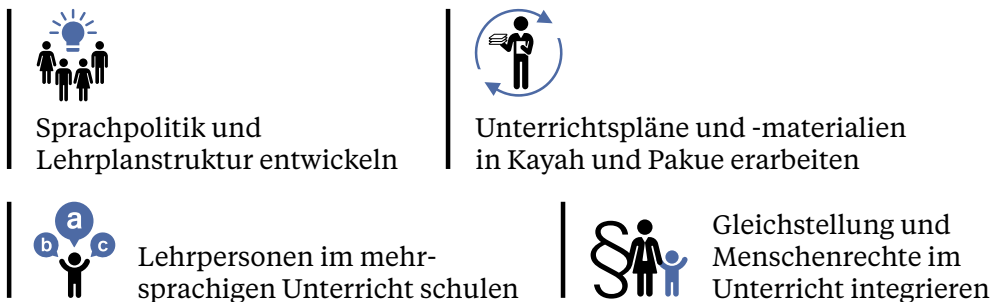 Sprachpolitik und
Lehrplanstruktur entwickeln
Unterrichtspläne und -materialien
in Kayah und Pakue erarbeiten
a
b c
Lehrpersonen im mehr-
sprachigen Unterricht schulen
§
Gleichstellung und
Menschenrechte im
Unterricht integrieren